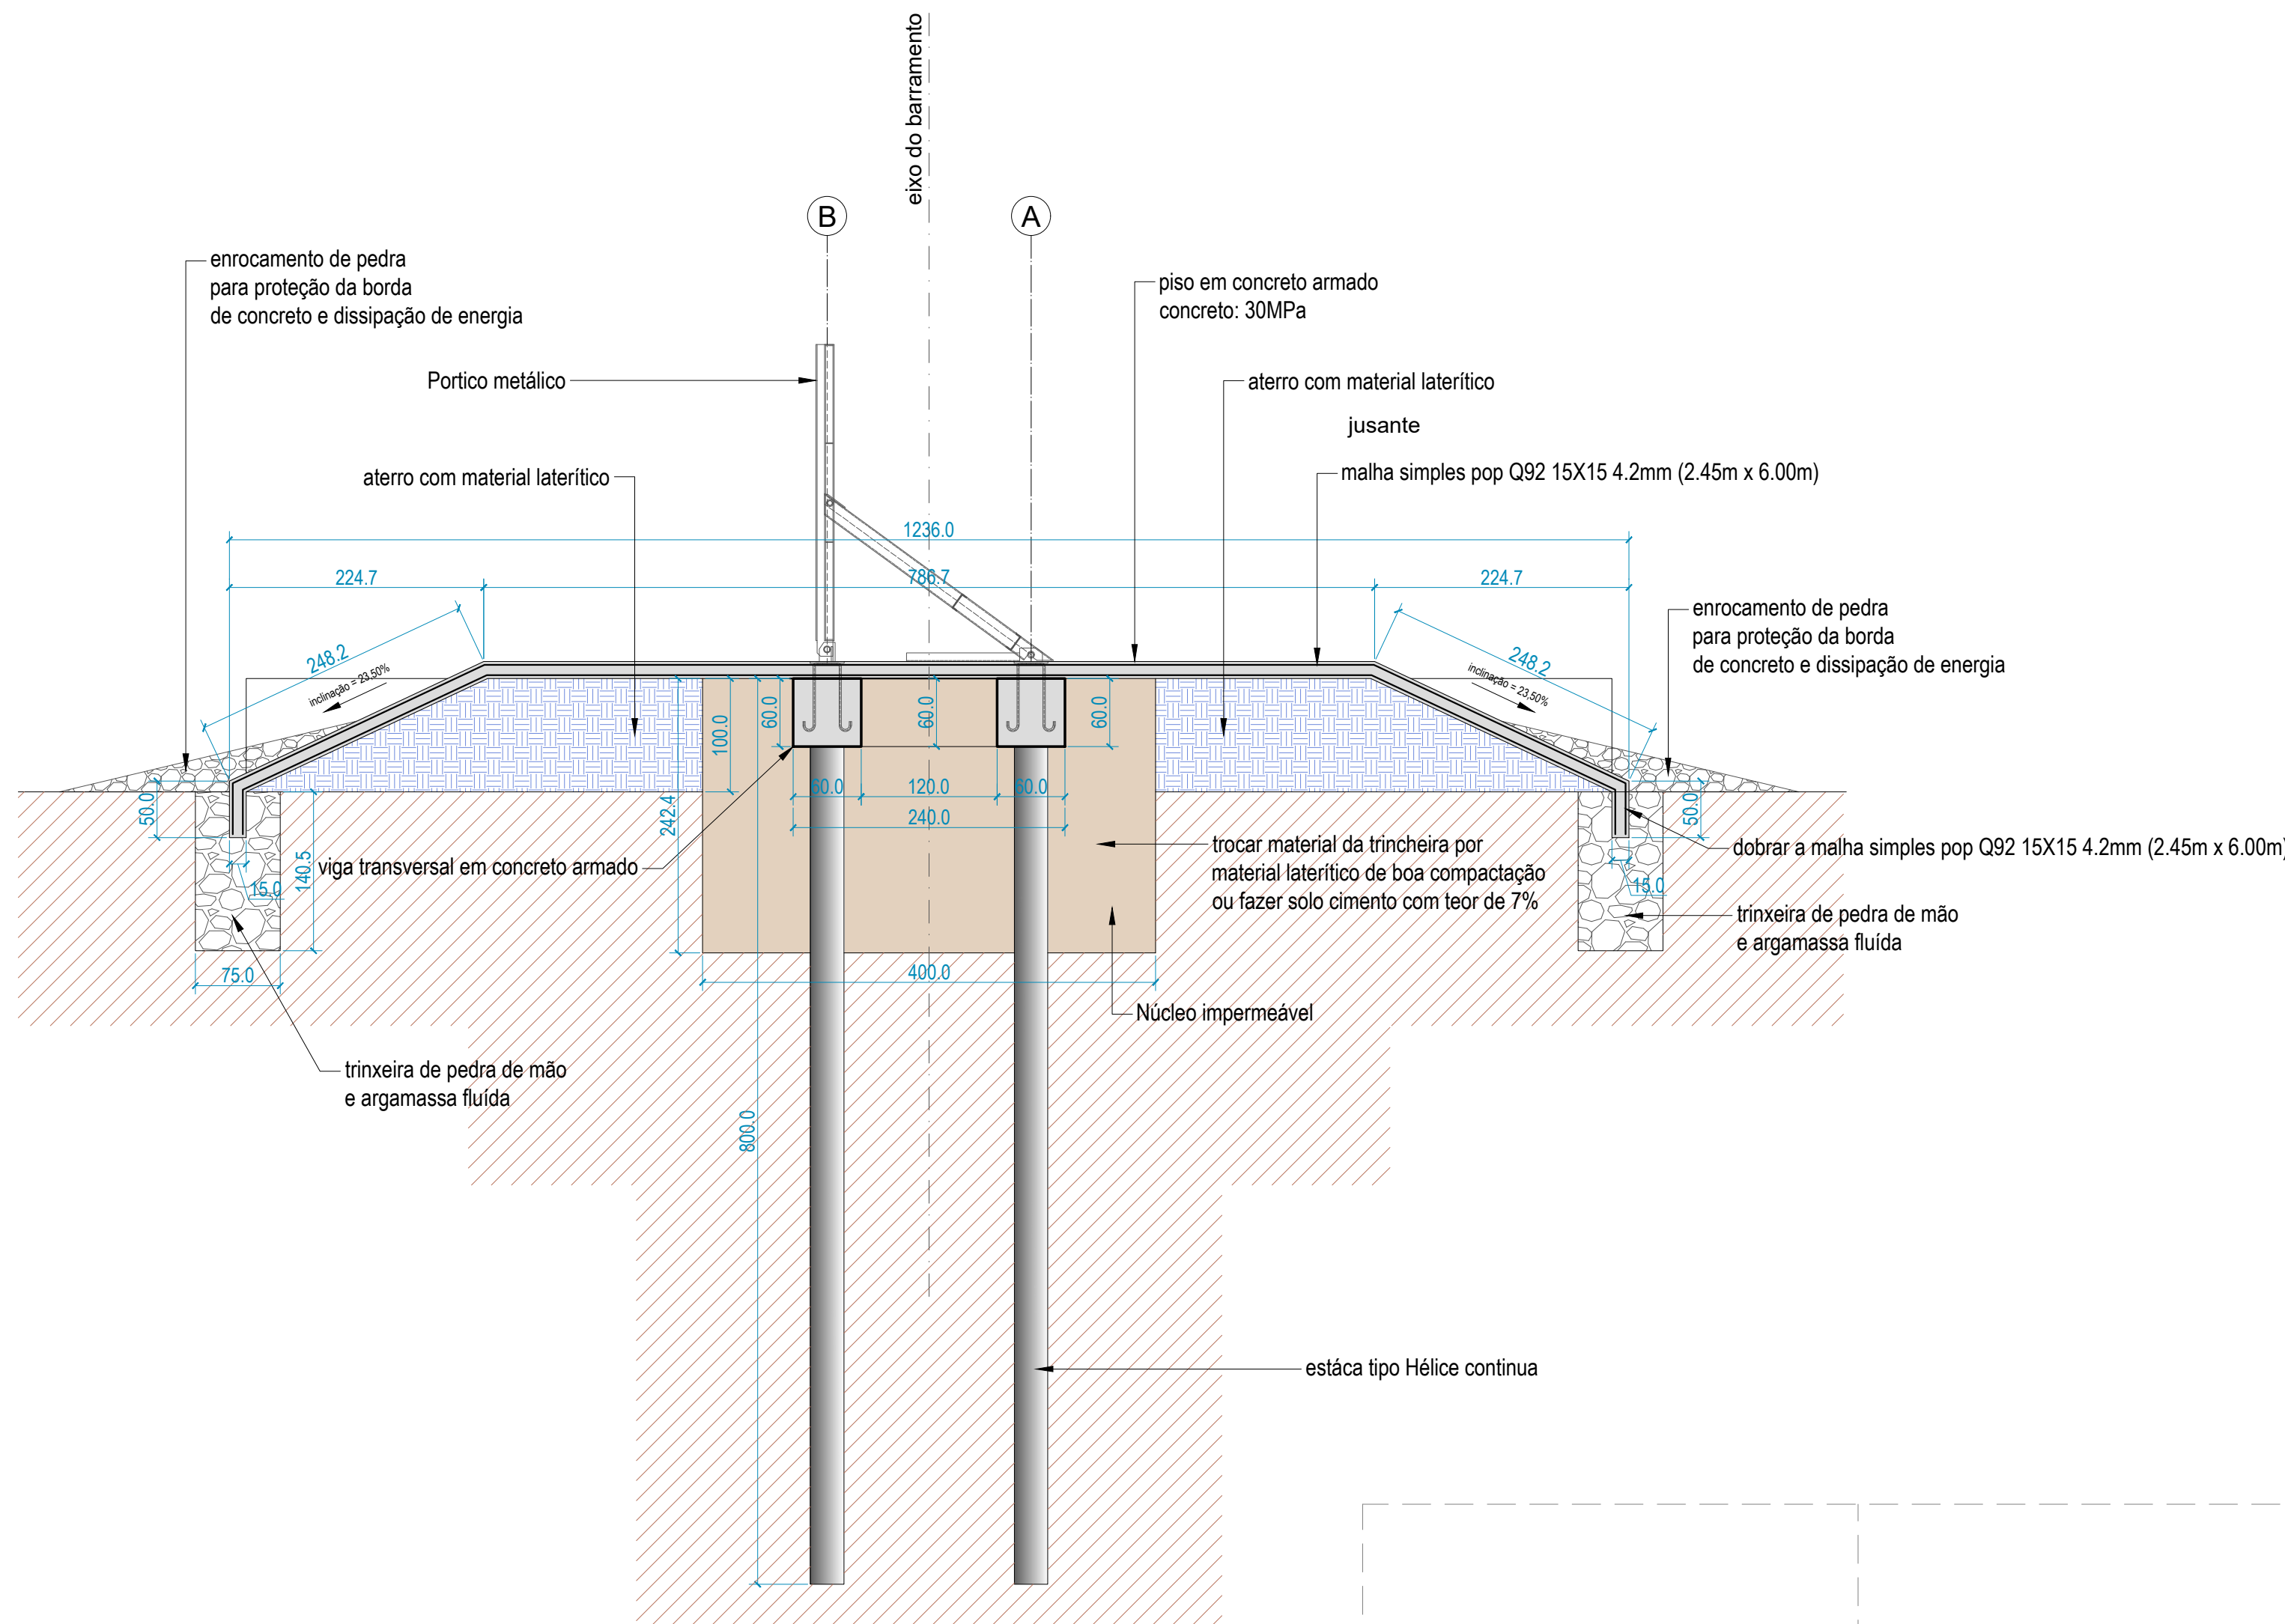 eixo do barramento
B
A
enrocamento de pedra
para proteção da borda
de concreto e dissipação de energia
piso em concreto armado
concreto: 30MPa
Portico metálico
aterro com material laterítico
jusante
aterro com material laterítico
malha simples pop Q92 15X15 4.2mm (2.45m x 6.00m)
1236.0
224.7
786.7
224.7
enrocamento de pedra
para proteção da borda
de concreto e dissipação de energia
248.2
inclinação = 23,50%
248.2
inclinação = 23,50%
100.0
60.0
60.0
60.0
50.0
242.4
60.0
120.0
60.0
240.0
50.0
140.5
viga transversal em concreto armado
trocar material da trincheira por
material laterítico de boa compactação
ou fazer solo cimento com teor de 7%
dobrar a malha simples pop Q92 15X15 4.2mm (2.45m x 6.00m)
15.0
15.0
trinxeira de pedra de mão
e argamassa fluída
75.0
400.0
Núcleo impermeável
trinxeira de pedra de mão
e argamassa fluída
800.0
estáca tipo Hélice continua